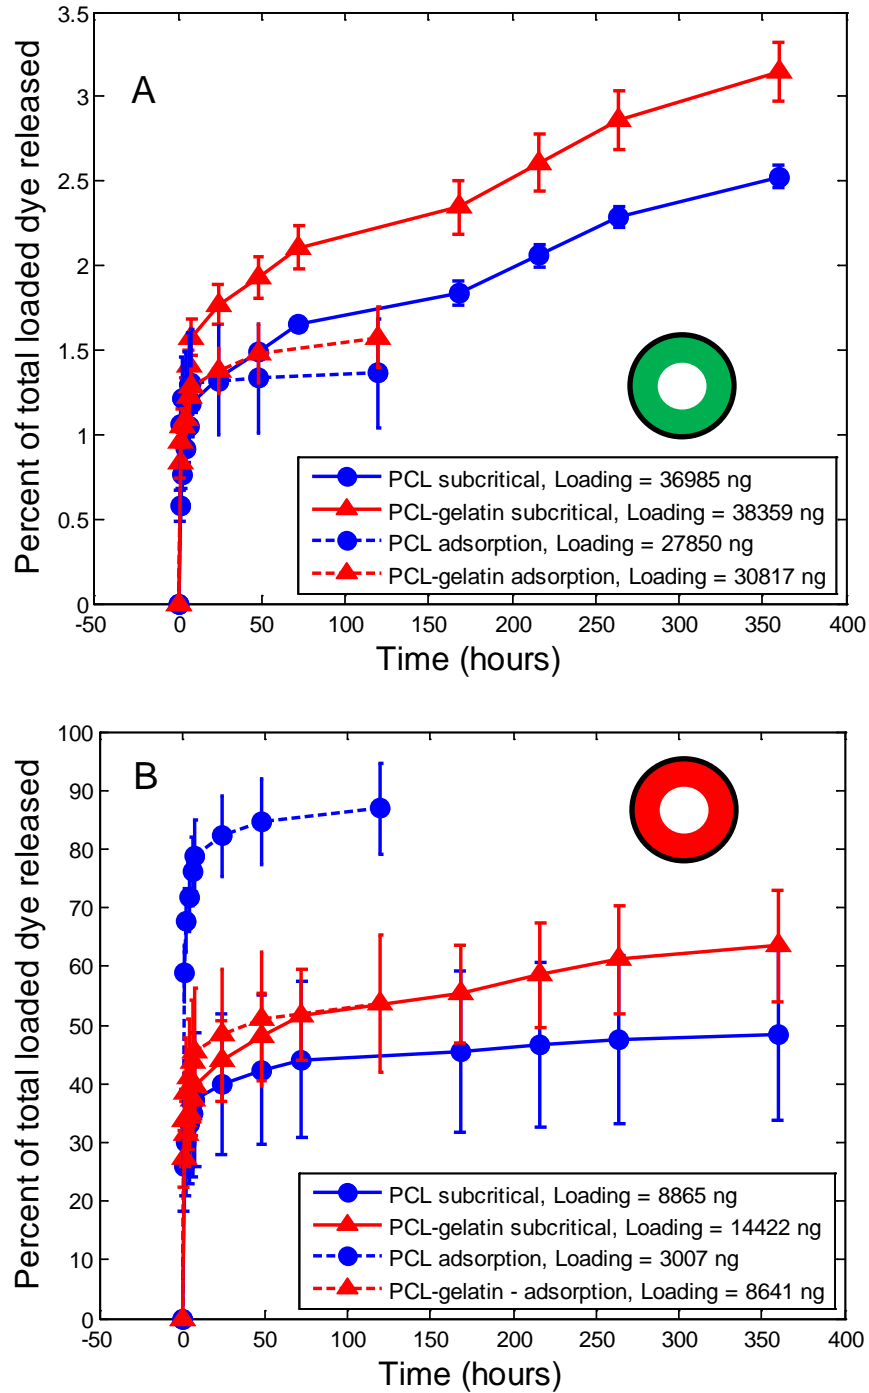 A
Percent of total loaded dye released
3.5
3
2.5
2
1.5
1
0.5
0
-50 0 50 100 150 200 250 300 350 400
Time (hours)
PCL subcritical, Loading = 36985 ng
PCL-gelatin subcritical, Loading = 38359 ng
PCL adsorption, Loading = 27850 ng
PCL-gelatin adsorption, Loading = 30817 ng
B
Percent of total loaded dye released
100
90
80
70
60
50
40
30
20
10
0
-50 0 50 100 150 200 250 300 350 400
Time (hours)
PCL subcritical, Loading = 8865 ng
PCL-gelatin subcritical, Loading = 14422 ng
PCL adsorption, Loading = 3007 ng
PCL-gelatin - adsorption, Loading = 8641 ng